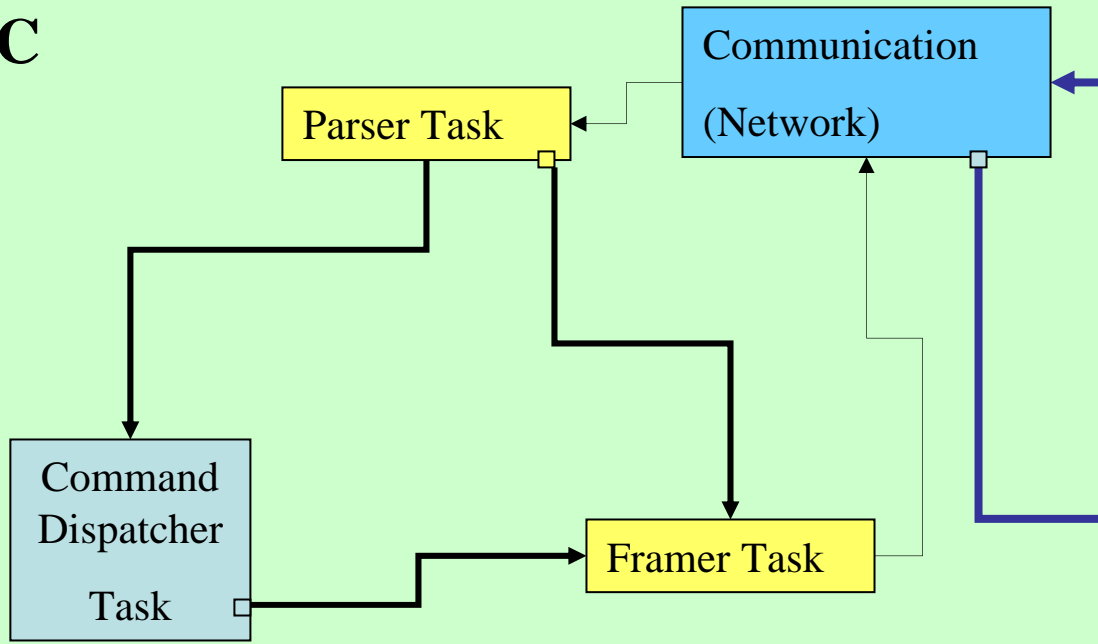 C
Communication
(Network)
Parser Task
Command
Dispatcher
Task
Framer Task